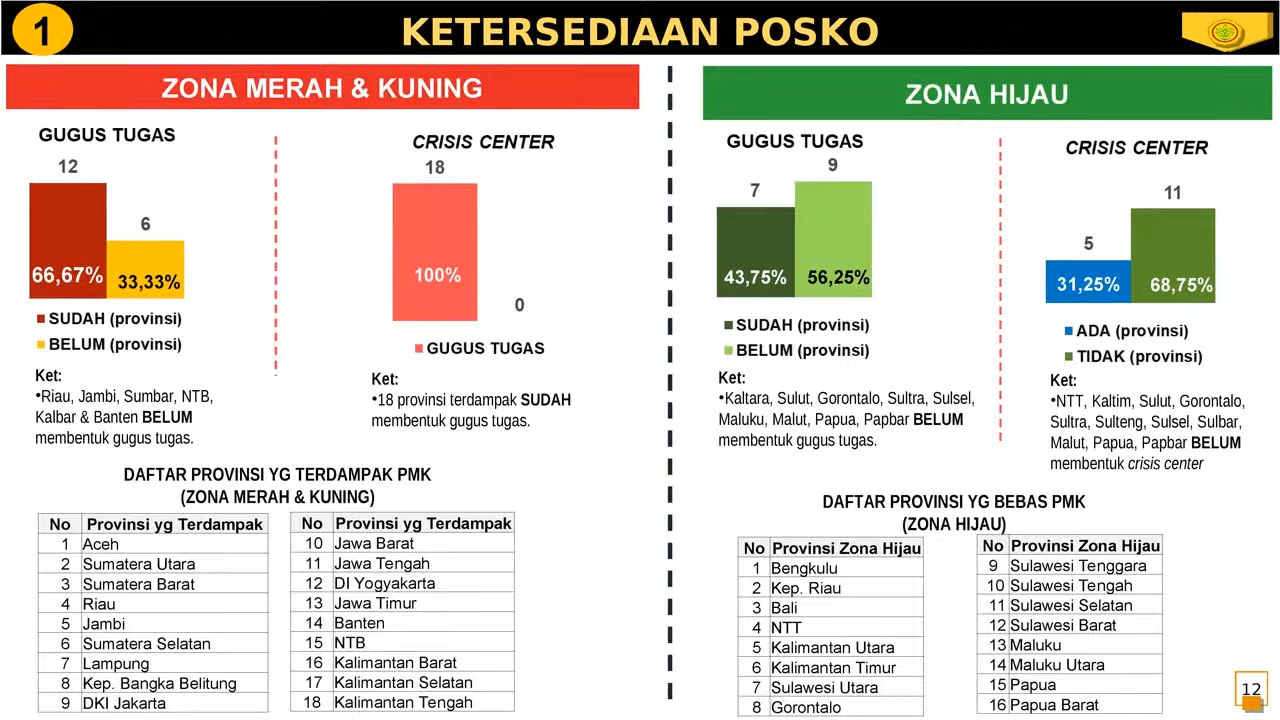 1
KETERSEDIAAN POSKO
ZONA MERAH & KUNING
GUGUS TUGAS
12
6
66,67%
33,33%
SUDAH (provinsi)
BELUM (provinsi)
Ket:
•Riau, Jambi, Sumbar, NTB,
Kalbar & Banten BELUM
membentuk gugus tugas.
CRISIS CENTER
18
100%
0
GUGUS TUGAS
Ket:
•18 provinsi terdampak SUDAH
membentuk gugus tugas.
DAFTAR PROVINSI YG TERDAMPAK PMK
(ZONA MERAH & KUNING)
No Provinsi yg Terdampak
1 Aceh
2 Sumatera Utara
3 Sumatera Barat
4 Riau
5 Jambi
6 Sumatera Selatan
7 Lampung
8 Kep. Bangka Belitung
9 DKI Jakarta
No Provinsi yg Terdampak
10 Jawa Barat
11 Jawa Tengah
12 DI Yogyakarta
13 Jawa Timur
14 Banten
15 NTB
16 Kalimantan Barat
17 Kalimantan Selatan
18 Kalimantan Tengah
ZONA HIJAU
GUGUS TUGAS
7
9
43,75%
56,25%
SUDAH (provinsi)
BELUM (provinsi)
Ket:
•Kaltara, Sulut, Gorontalo, Sultra, Sulsel,
Maluku, Malut, Papua, Papbar BELUM
membentuk gugus tugas.
CRISIS CENTER
5
11
31,25%
68,75%
ADA (provinsi)
TIDAK (provinsi)
Ket:
•NTT, Kaltim, Sulut, Gorontalo,
Sultra, Sulteng, Sulsel, Sulbar,
Malut, Papua, Papbar BELUM
membentuk crisis center
DAFTAR PROVINSI YG BEBAS PMK
(ZONA HIJAU)
No Provinsi Zona Hijau
1 Bengkulu
2 Kep. Riau
3 Bali
4 NTT
5 Kalimantan Utara
6 Kalimantan Timur
7 Sulawesi Utara
8 Gorontalo
No Provinsi Zona Hijau
9 Sulawesi Tenggara
10 Sulawesi Tengah
11 Sulawesi Selatan
12 Sulawesi Barat
13 Maluku
14 Maluku Utara
15 Papua
16 Papua Barat
12